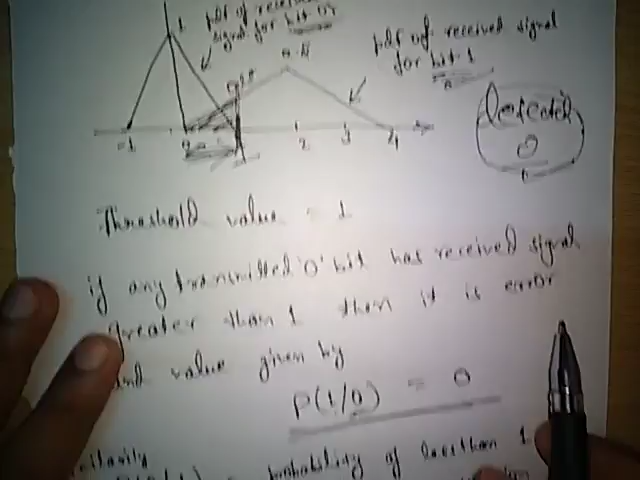 pdf of received
signal for bit 0
1
pdf of received signal
for bit 1
-1
2
3
4
0
Threshold value = 1
if any transmitted '0' bit has received signal
greater than 1 then it is error
and value given by
P(1/0) = 0
probability of less than 1